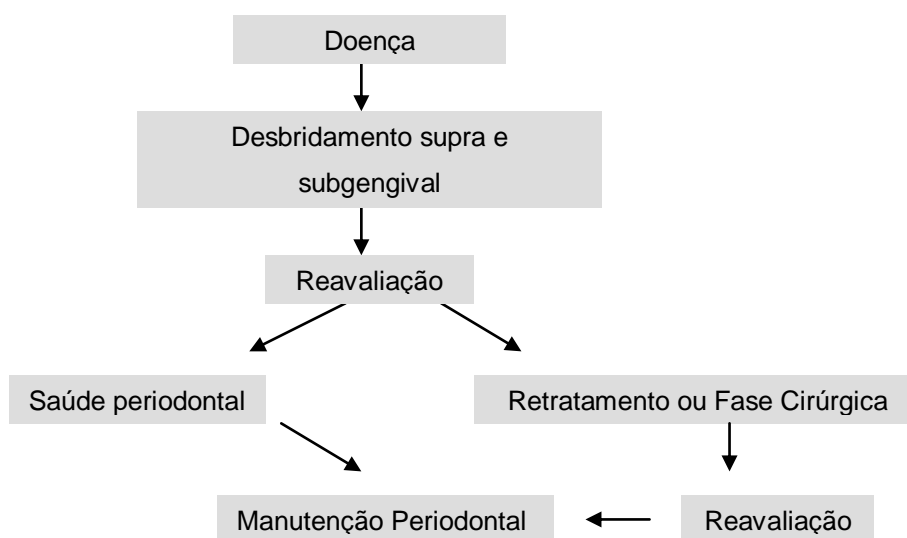 Doença
Desbridamento supra e
subgengival
Reavaliação
Saúde periodontal
Retratamento ou Fase Cirúrgica
Manutenção Periodontal
Reavaliação